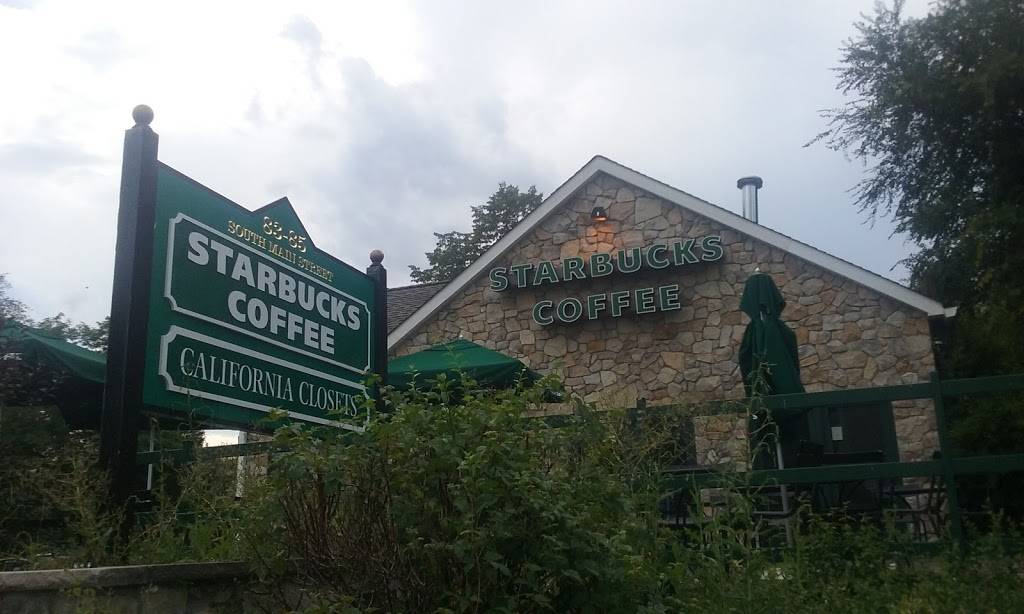 83-85
SOUTH MAIN STREET
STARBUCKS
COFFEE
CALIFORNIA CLOSETS
STARBUCKS
COFFEE